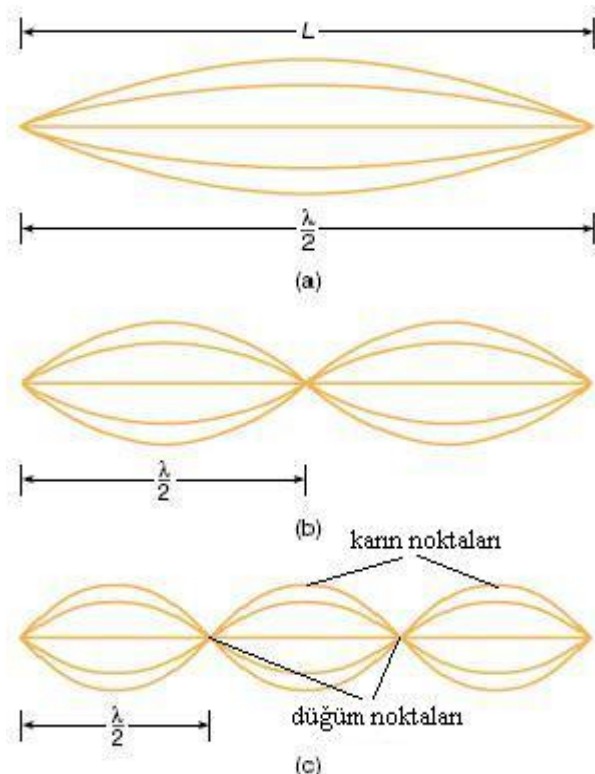 L
λ/2
(a)
λ/2
(b)
karın noktaları
λ/2
düğüm noktaları
(c)